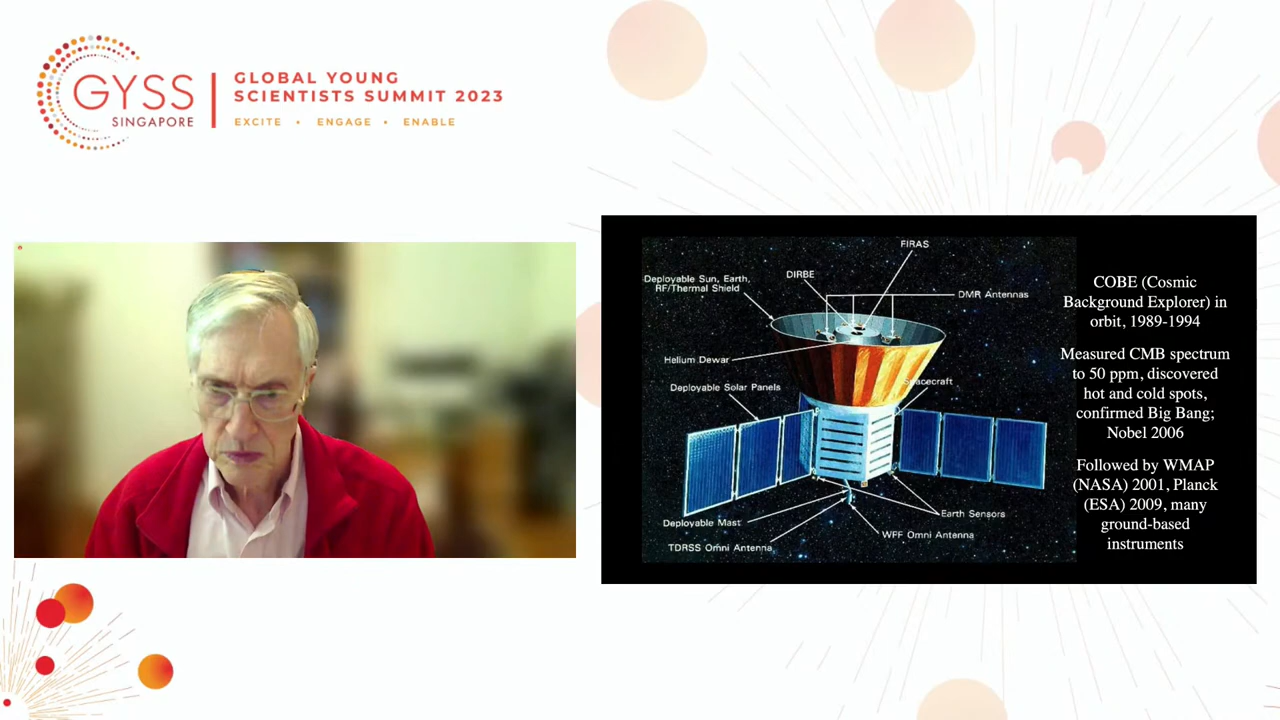 GYSS
SINGAPORE
GLOBAL YOUNG
SCIENTISTS SUMMIT 2023
EXCITE • ENGAGE • ENABLE
FIRAS
Deployable Sun, Earth,
RF/Thermal Shield
DIRBE
DMR Antennas
Helium Dewar
Deployable Solar Panels
Spacecraft
Deployable Mast
Earth Sensors
TDRSS Omni Antenna
WFF Omni Antenna
COBE (Cosmic
Background Explorer) in
orbit, 1989-1994
Measured CMB spectrum
to 50 ppm, discovered
hot and cold spots,
confirmed Big Bang;
Nobel 2006
Followed by WMAP
(NASA) 2001, Planck
(ESA) 2009, many
ground-based
instruments